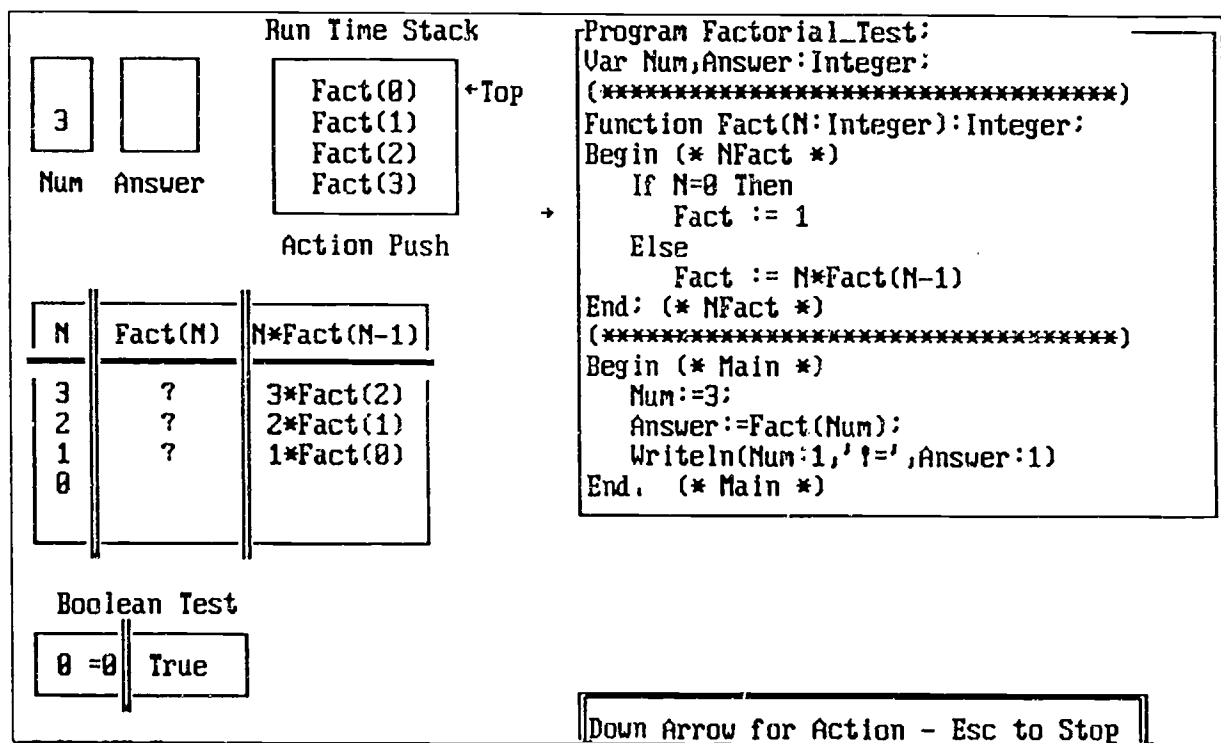 Run Time Stack
Fact(0) ←Top
Fact(1)
Fact(2)
Fact(3)
3
Num Answer
Action Push
N Fact(N) N*Fact(N-1)
3 ? 3*Fact(2)
2 ? 2*Fact(1)
1 ? 1*Fact(0)
0
Boolean Test
0 =0 True
→
Program Factorial_Test;
Var Num,Answer:Integer;
(***********************************)
Function Fact(N:Integer):Integer;
Begin (* NFact *)
If N=0 Then
Fact := 1
Else
Fact := N*Fact(N-1)
End; (* NFact *)
(***********************************)
Begin (* Main *)
Num:=3;
Answer:=Fact(Num);
Writeln(Num:1,'!=',Answer:1)
End. (* Main *)
Down Arrow for Action - Esc to Stop